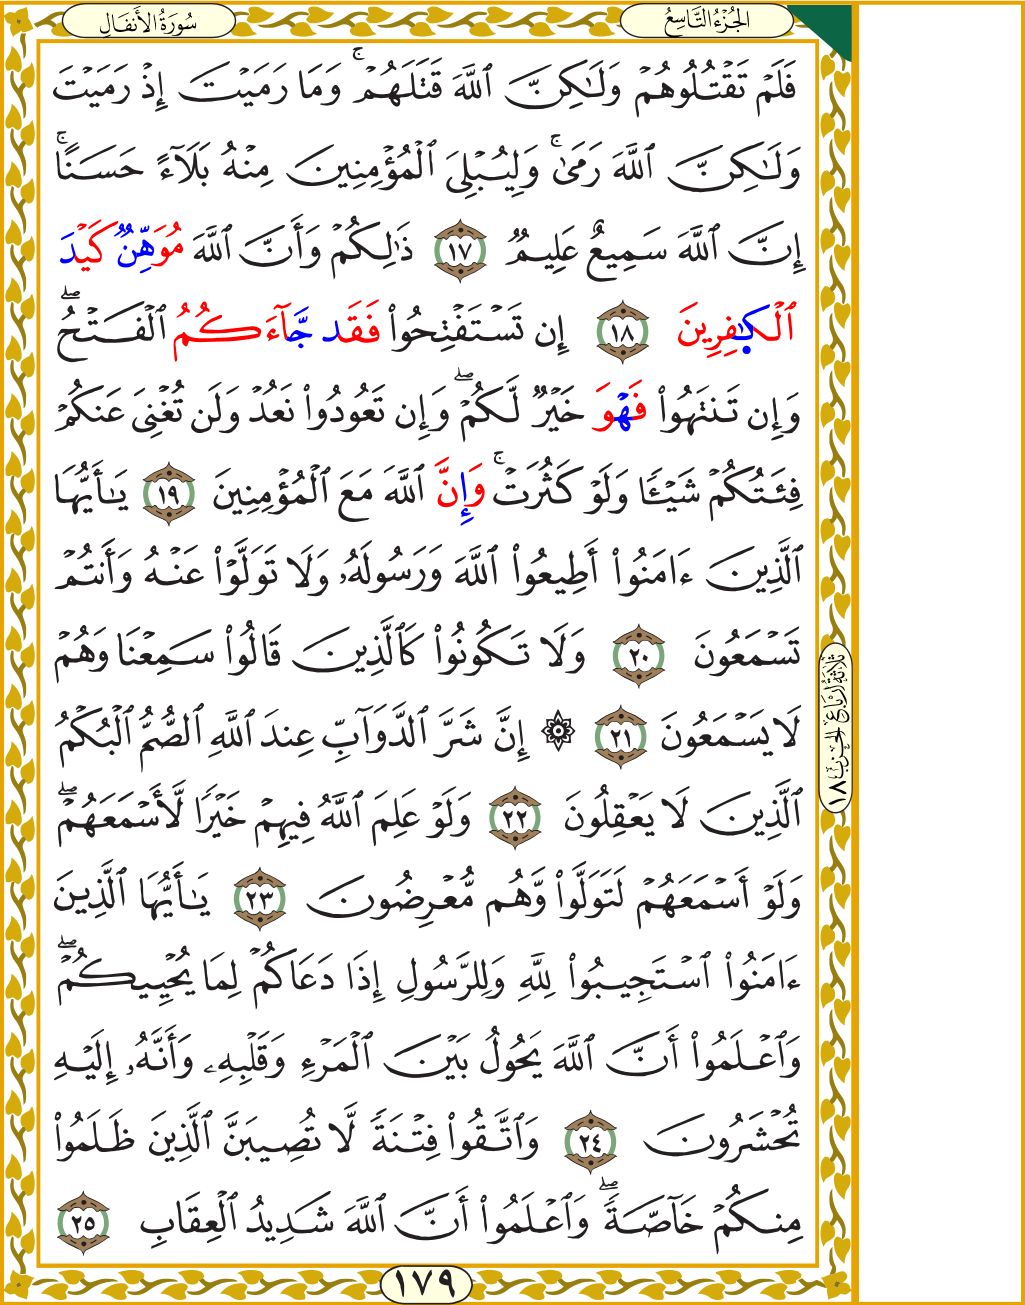 الجُزْءُ التَّاسِعُ
سُورَةُ الأَنفَالِ
فَلَمْ تَقْتُلُوهُمْ وَلَٰكِنَّ ٱللَّهَ قَتَلَهُمْ ۚ وَمَا رَمَيْتَ إِذْ رَمَيْتَ
وَلَٰكِنَّ ٱللَّهَ رَمَىٰ ۚ وَلِيُبْلِيَ ٱلْمُؤْمِنِينَ مِنْهُ بَلَآءً حَسَنًا ۚ
إِنَّ ٱللَّهَ سَمِيعٌ عَلِيمٌ ١٧ ذَٰلِكُمْ وَأَنَّ ٱللَّهَ مُوَهِّنٌ كَيْدَ
ٱلْكَٰفِرِينَ ١٨ إِن تَسْتَفْتِحُوا۟ فَقَد جَّآءَكُمُ ٱلْفَتْحُ ۖ
وَإِن تَنتَهُوا۟ فَهْوَ خَيْرٌ لَّكُمْ ۖ وَإِن تَعُودُوا۟ نَعُدْ وَلَن تُغْنِىَ عَنكُمْ
فِئَتُكُمْ شَيْـًٔا وَلَوْ كَثُرَتْ ۚ وَإِنَّ ٱللَّهَ مَعَ ٱلْمُؤْمِنِينَ ١٩ يَٰٓأَيُّهَا
ٱلَّذِينَ ءَامَنُوا۟ أَطِيعُوا۟ ٱللَّهَ وَرَسُولَهُۥ وَلَا تَوَلَّوْا۟ عَنْهُ وَأَنتُمْ
تَسْمَعُونَ ٢٠ وَلَا تَكُونُوا۟ كَٱلَّذِينَ قَالُوا۟ سَمِعْنَا وَهُمْ
لَا يَسْمَعُونَ ٢١ ۞ إِنَّ شَرَّ ٱلدَّوَآبِّ عِندَ ٱللَّهِ ٱلصُّمُّ ٱلْبُكْمُ
ٱلَّذِينَ لَا يَعْقِلُونَ ٢٢ وَلَوْ عَلِمَ ٱللَّهُ فِيهِمْ خَيْرًا لَّأَسْمَعَهُمْ ۖ
وَلَوْ أَسْمَعَهُمْ لَتَوَلَّوا۟ وَّهُم مُّعْرِضُونَ ٢٣ يَٰٓأَيُّهَا ٱلَّذِينَ
ءَامَنُوا۟ ٱسْتَجِيبُوا۟ لِلَّهِ وَلِلرَّسُولِ إِذَا دَعَاكُمْ لِمَا يُحْيِيكُمْ ۖ
وَٱعْلَمُوا۟ أَنَّ ٱللَّهَ يَحُولُ بَيْنَ ٱلْمَرْءِ وَقَلْبِهِۦ وَأَنَّهُۥ إِلَيْهِ
تُحْشَرُونَ ٢٤ وَٱتَّقُوا۟ فِتْنَةً لَّا تُصِيبَنَّ ٱلَّذِينَ ظَلَمُوا۟
مِنكُمْ خَآصَّةً ۖ وَٱعْلَمُوا۟ أَنَّ ٱللَّهَ شَدِيدُ ٱلْعِقَابِ ٢٥
ثَلَاثَةُ أَرْبَاعِ الحِزْبِ ١٨
١٧٩